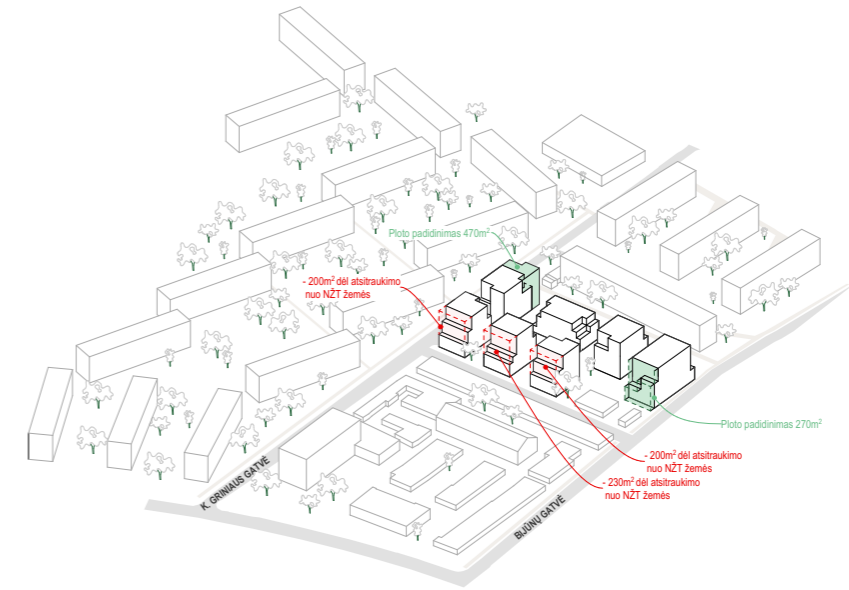 Ploto padidinimas 470m²
- 200m² dėl atsitraukimo
nuo NŽT žemės
Ploto padidinimas 270m²
- 200m² dėl atsitraukimo
nuo NŽT žemės
- 230m² dėl atsitraukimo
nuo NŽT žemės
K. GRINIAUS GATVĖ
BIJŪNŲ GATVĖ